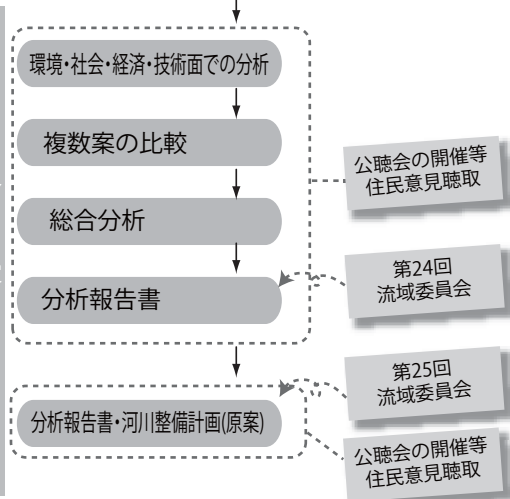 環境・社会・経済・技術面での分析
複数案の比較
公聴会の開催等
住民意見聴取
総合分析
分析報告書
第24回
流域委員会
第25回
流域委員会
分析報告書・河川整備計画(原案)
公聴会の開催等
住民意見聴取